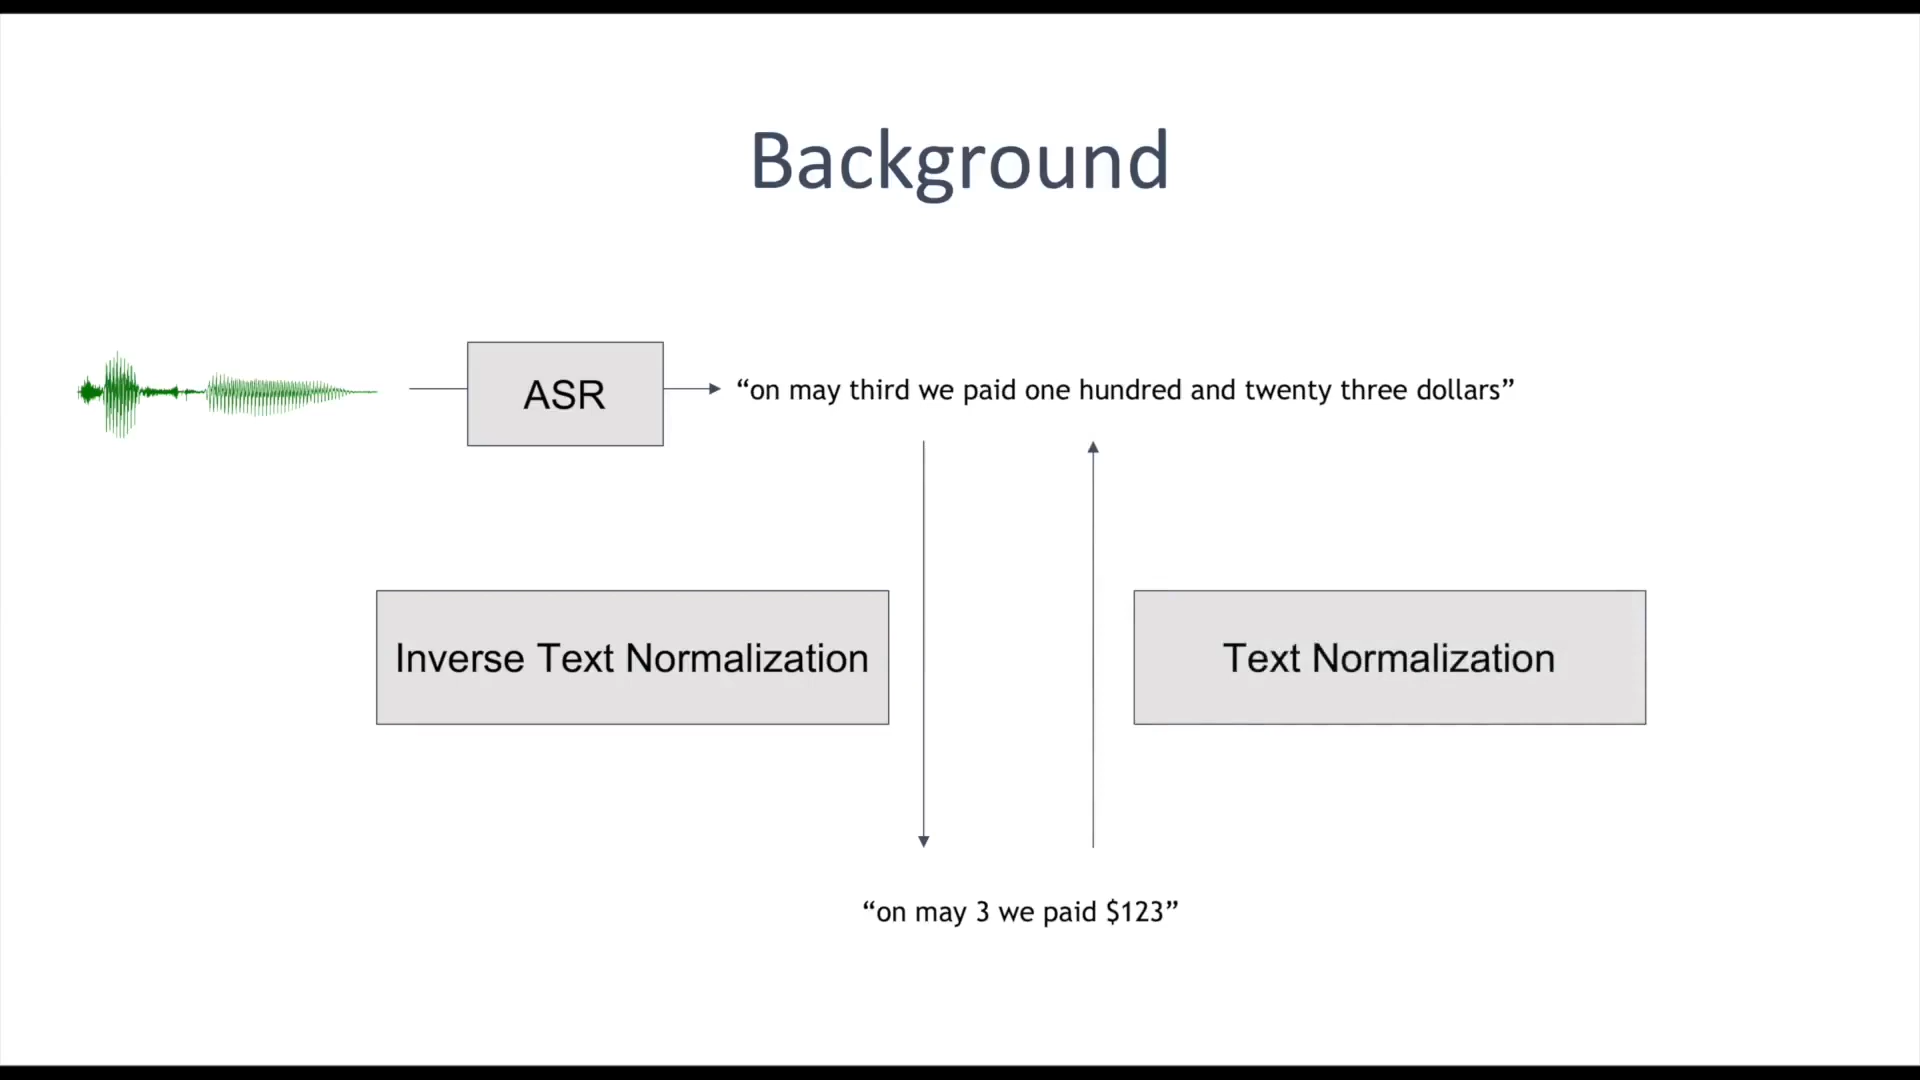 Background
ASR
“on may third we paid one hundred and twenty three dollars”
Inverse Text Normalization
Text Normalization
“on may 3 we paid $123”